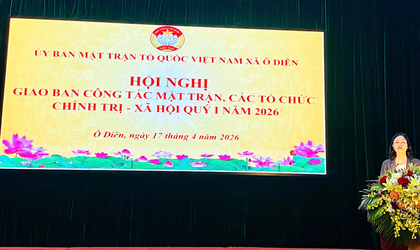 ỦY BAN MẶT TRẬN TỔ QUỐC VIỆT NAM XÃ Ô DIÊN
HỘI NGHỊ
GIAO BAN CÔNG TÁC MẶT TRẬN, CÁC TỔ CHỨC
CHÍNH TRỊ - XÃ HỘI QUÝ I NĂM 2026
Ô Diên, ngày 17 tháng 4 năm 2026